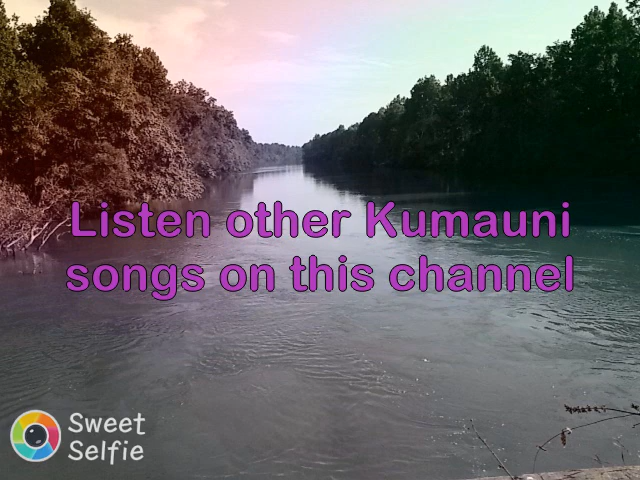 Listen other Kumauni
songs on this channel
Sweet
Selfie